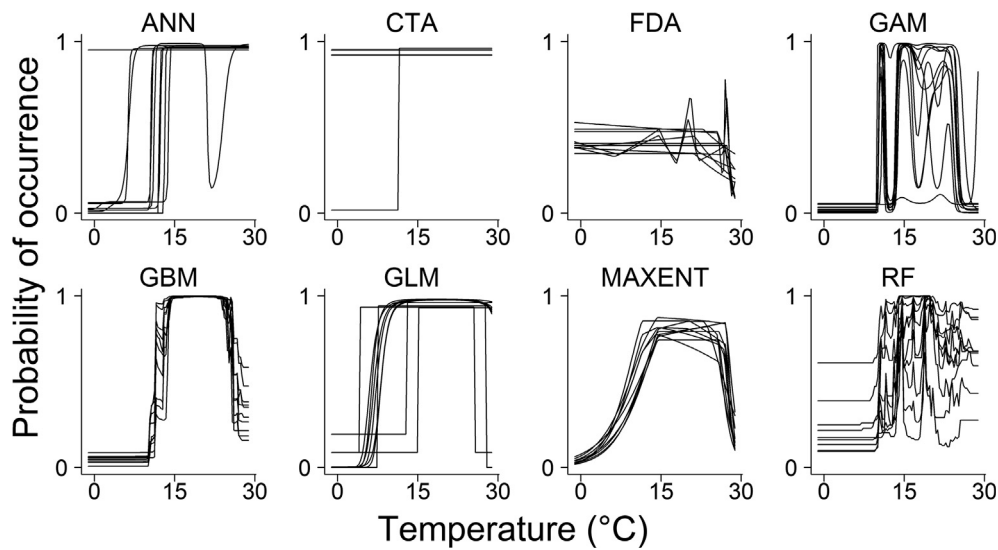 ANN CTA FDA GAM
1 1 1 1
0 0 0 0
0 15 30 0 15 30 0 15 30 0 15 30
GBM GLM MAXENT RF
1 1 1 1
0 0 0 0
0 15 30 0 15 30 0 15 30 0 15 30
Probability of occurrence
Temperature (°C)